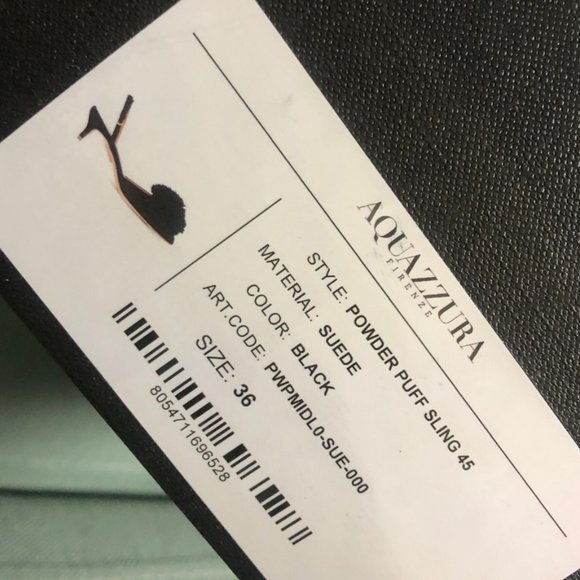 AQUAZZURA
FIRENZE
STYLE: POWDER PUFF SLING 45
MATERIAL: SUEDE
COLOR: BLACK
ART.CODE: PWPMIDL0-SUE-000
SIZE: 36
8054711696528